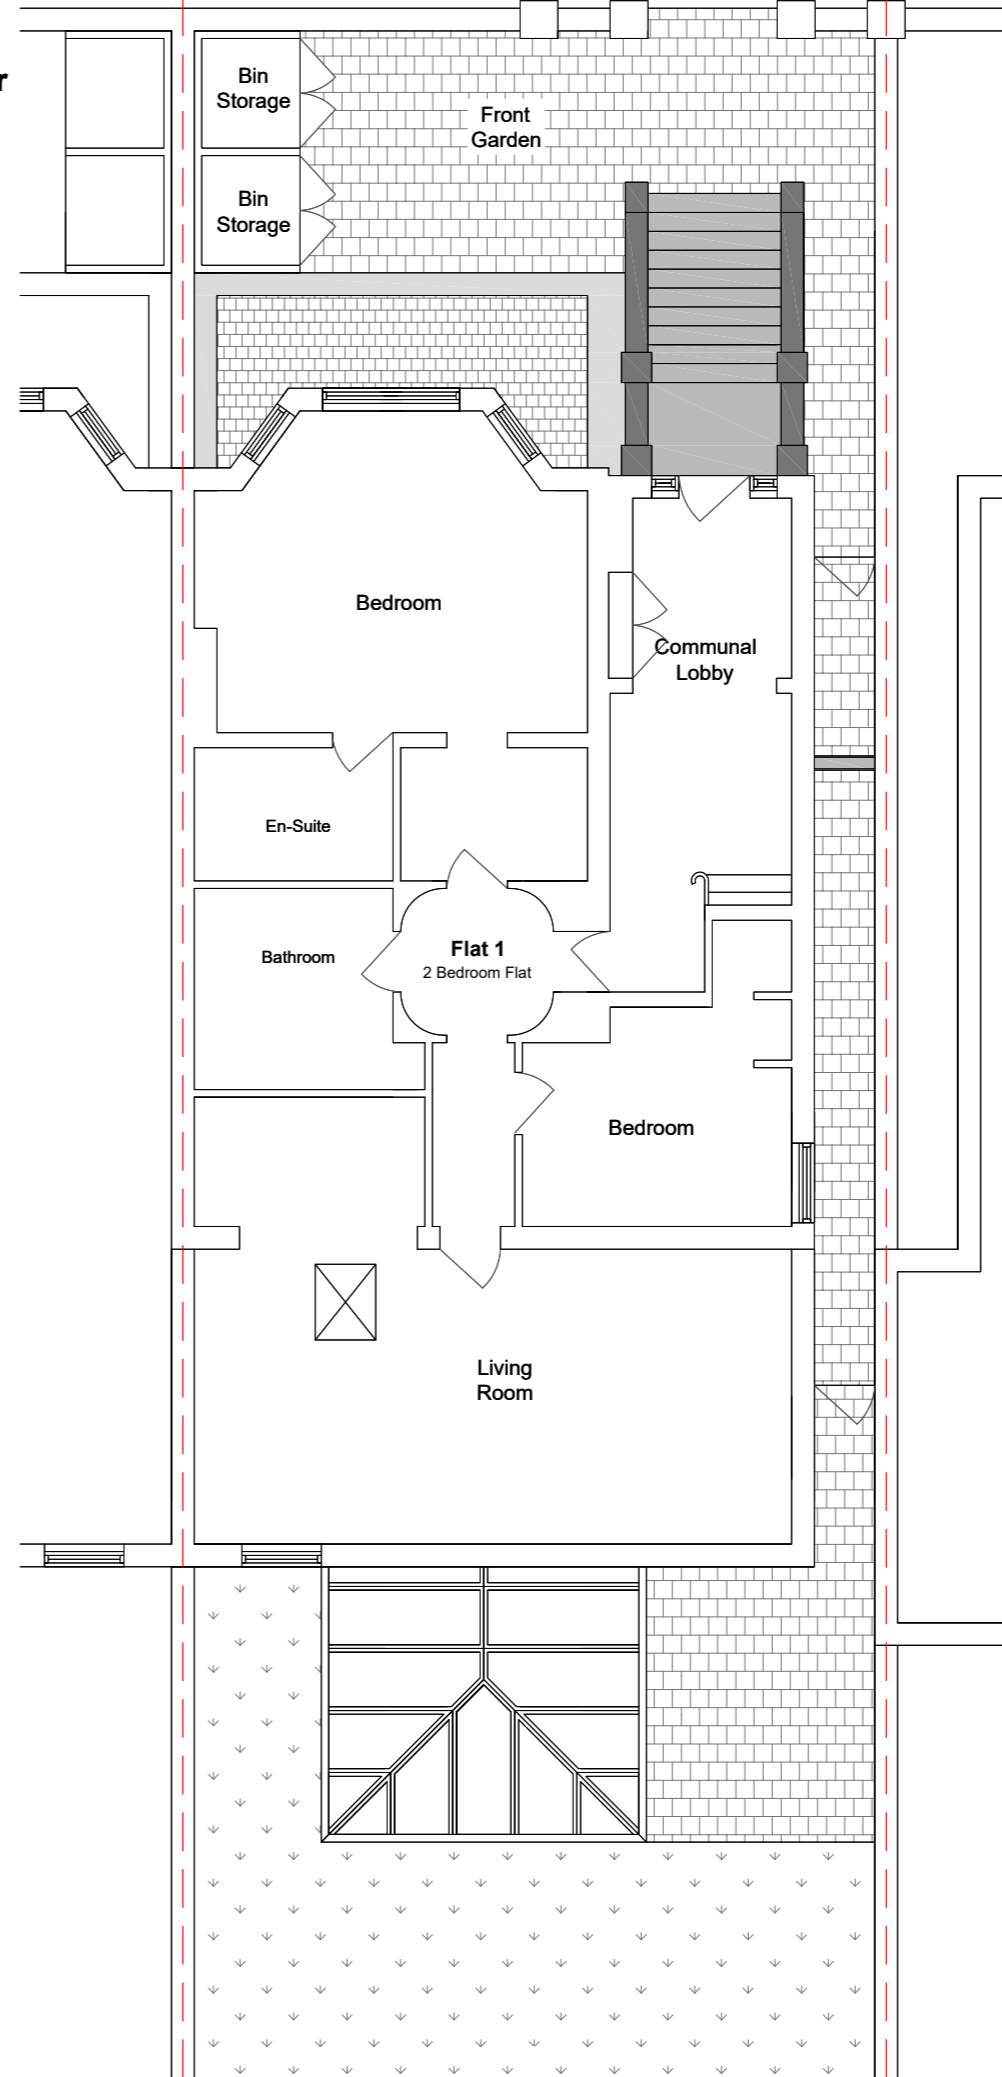 r
Bin
Storage
Front
Garden
Bin
Storage
Bedroom
Communal
Lobby
En-Suite
Flat 1
2 Bedroom Flat
Bathroom
Bedroom
Living
Room